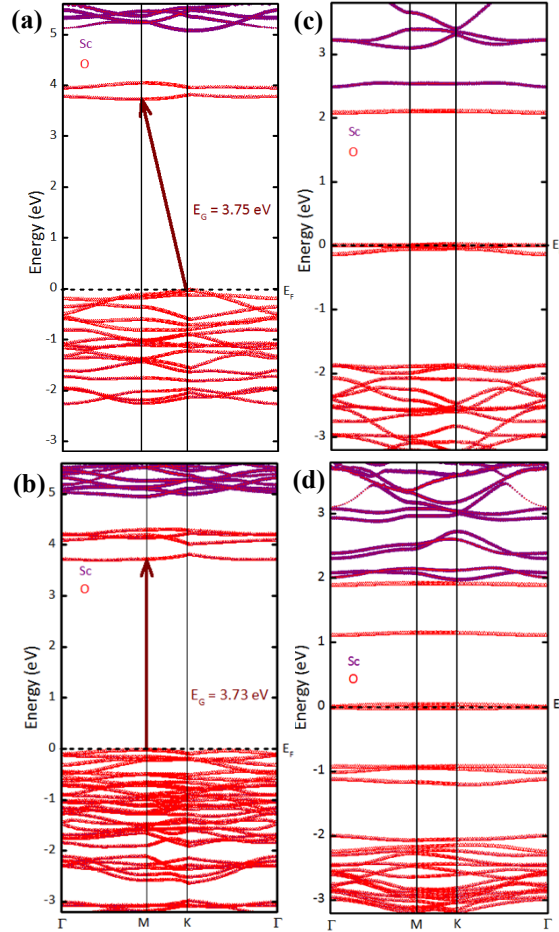 (a)
5
4
3
2
1
0
-1
-2
-3
Energy (eV)
Sc
O
E_G = 3.75 eV
E_F
(c)
3
2
1
0
-1
-2
-3
Energy (eV)
Sc
O
E
(b)
5
4
3
2
1
0
-1
-2
-3
Energy (eV)
Sc
O
E_G = 3.73 eV
E_F
Γ M K Γ
(d)
3
2
1
0
-1
-2
-3
Energy (eV)
Sc
O
E
Γ M K Γ